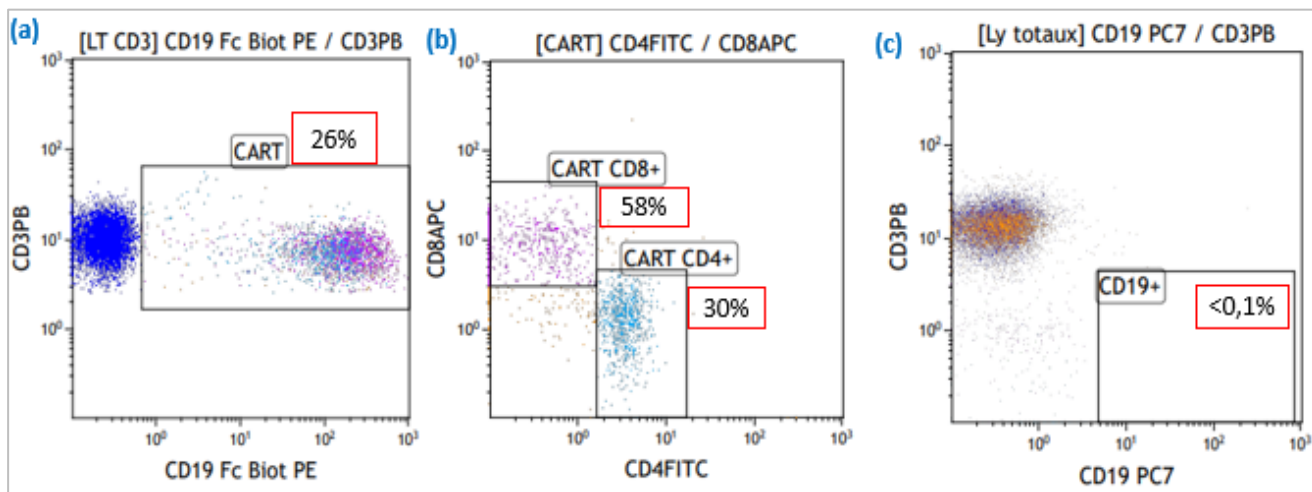 (a)
[LT CD3] CD19 Fc Biot PE / CD3PB
10³
10²
10¹
10⁰
CD3PB
CART
26%
10⁰ 10¹ 10² 10³
CD19 Fc Biot PE
(b)
[CART] CD4FITC / CD8APC
10³
10²
10¹
10⁰
CD8APC
CART CD8+
58%
CART CD4+
30%
10⁰ 10¹ 10² 10³
CD4FITC
(c)
[Ly totaux] CD19 PC7 / CD3PB
10³
10²
10¹
10⁰
CD3PB
CD19+
<0,1%
10⁰ 10¹ 10² 10³
CD19 PC7